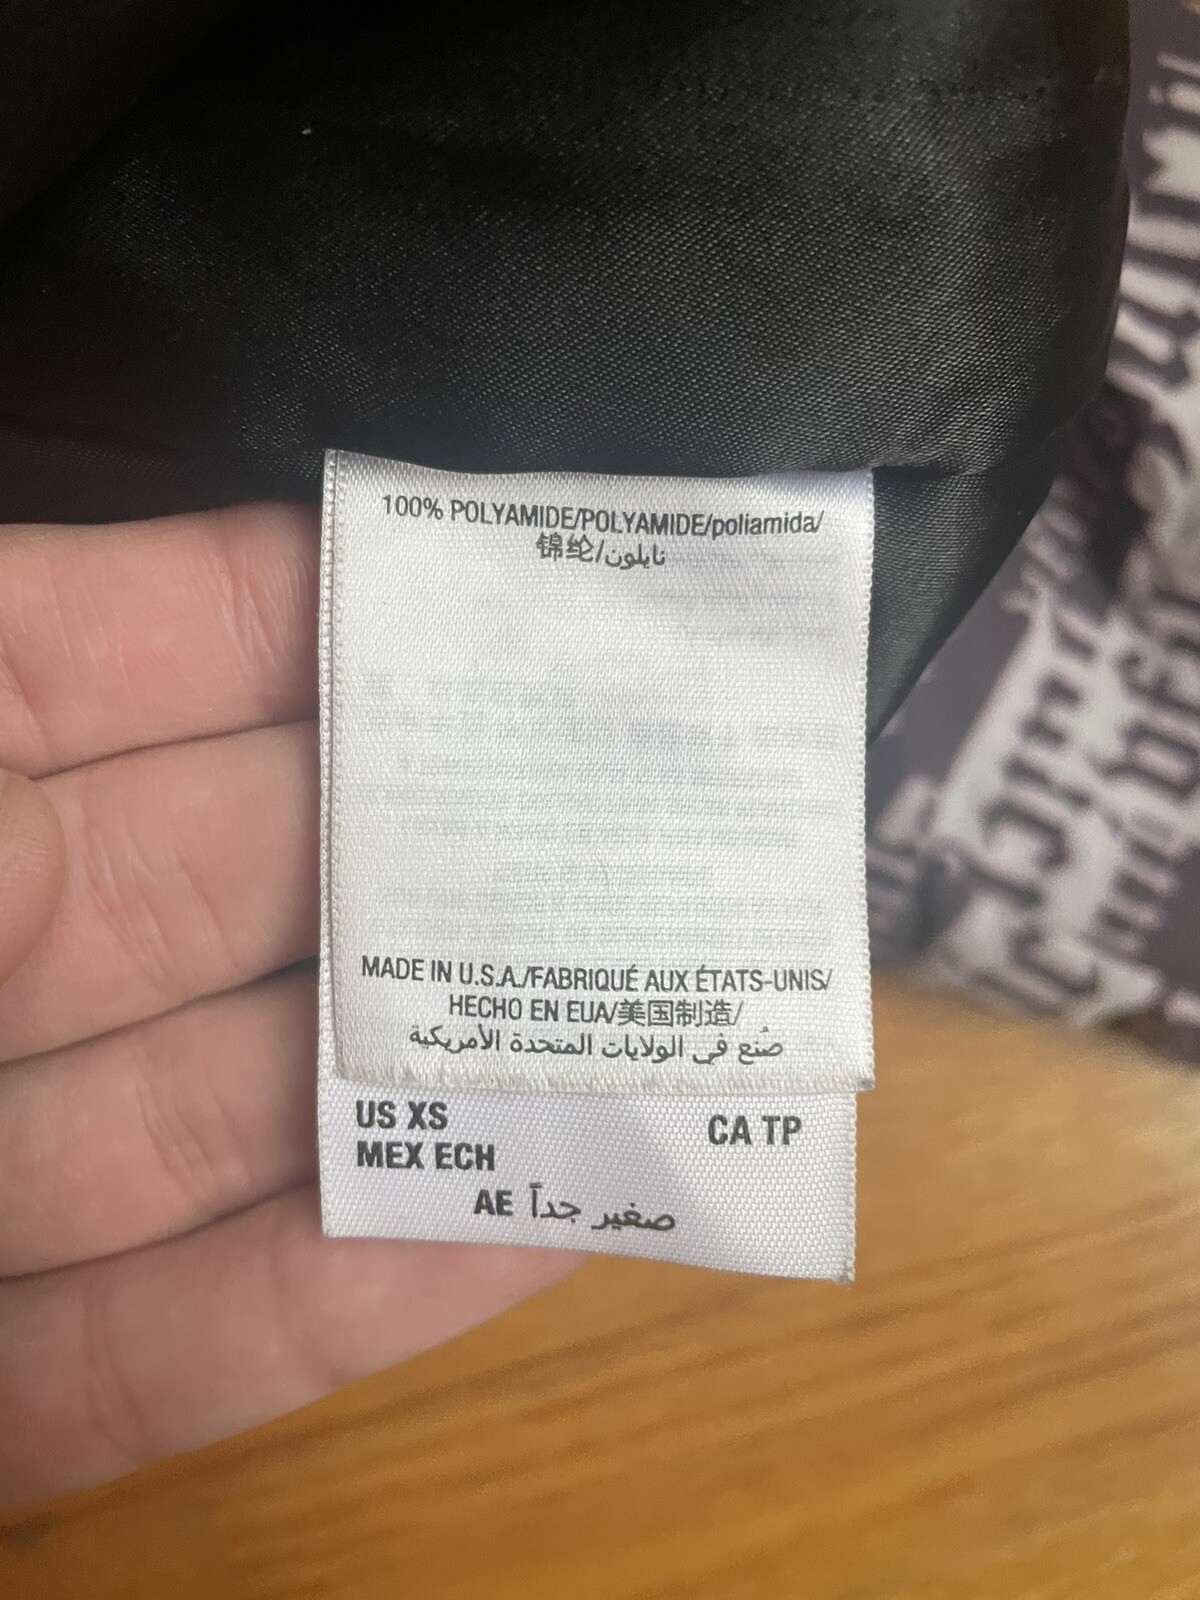 100% POLYAMIDE/POLYAMIDE/poliamida/
锦纶/نايلون
MADE IN U.S.A./FABRIQUÉ AUX ÉTATS-UNIS/
HECHO EN EUA/美国制造/
صُنع في الولايات المتحدة الأمريكية
US XS CA TP
MEX ECH
AE صغير جداً